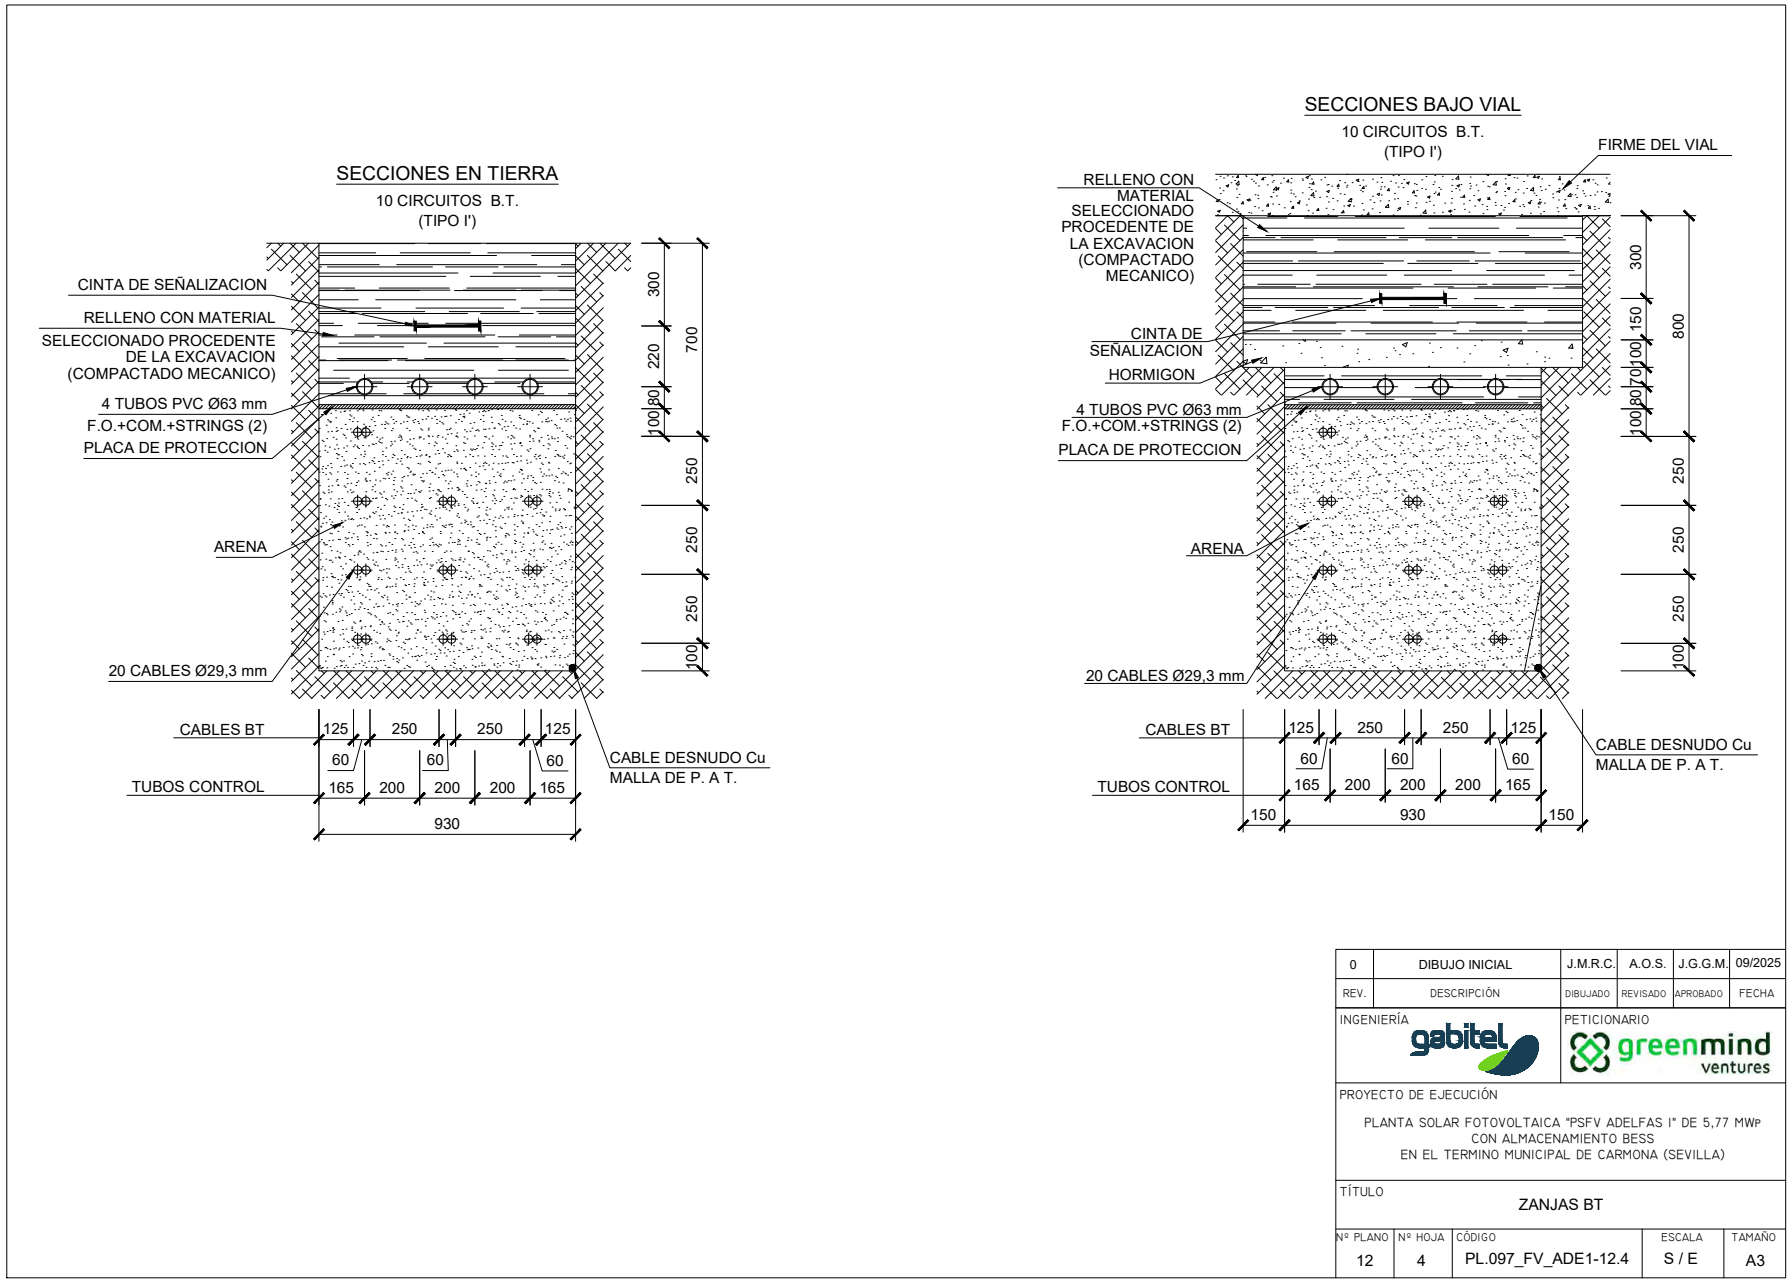 SECCIONES EN TIERRA
10 CIRCUITOS B.T.
(TIPO I')
CINTA DE SEÑALIZACION
RELLENO CON MATERIAL
SELECCIONADO PROCEDENTE
DE LA EXCAVACION
(COMPACTADO MECANICO)
4 TUBOS PVC Ø63 mm
F.O.+COM.+STRINGS (2)
PLACA DE PROTECCION
ARENA
20 CABLES Ø29,3 mm
300
220
80
100
700
250
250
250
100
CABLES BT
125
250
250
125
60
60
60
TUBOS CONTROL
165
200
200
200
165
930
CABLE DESNUDO Cu
MALLA DE P. A T.
SECCIONES BAJO VIAL
10 CIRCUITOS B.T.
(TIPO I')
FIRME DEL VIAL
RELLENO CON
MATERIAL
SELECCIONADO
PROCEDENTE DE
LA EXCAVACION
(COMPACTADO
MECANICO)
CINTA DE
SEÑALIZACION
HORMIGON
4 TUBOS PVC Ø63 mm
F.O.+COM.+STRINGS (2)
PLACA DE PROTECCION
ARENA
20 CABLES Ø29,3 mm
300
150
100
70
80
100
800
250
250
250
100
CABLES BT
125
250
250
125
60
60
60
TUBOS CONTROL
165
200
200
200
165
150
930
150
CABLE DESNUDO Cu
MALLA DE P. A T.
0 DIBUJO INICIAL J.M.R.C. A.O.S. J.G.G.M. 09/2025
REV. DESCRIPCIÓN DIBUJADO REVISADO APROBADO FECHA
INGENIERÍA
gabitel
PETICIONARIO
greenmind
ventures
PROYECTO DE EJECUCIÓN
PLANTA SOLAR FOTOVOLTAICA "PSFV ADELFAS I" DE 5,77 MWp
CON ALMACENAMIENTO BESS
EN EL TERMINO MUNICIPAL DE CARMONA (SEVILLA)
TÍTULO
ZANJAS BT
Nº PLANO Nº HOJA CÓDIGO ESCALA TAMAÑO
12 4 PL.097_FV_ADE1-12.4 S / E A3